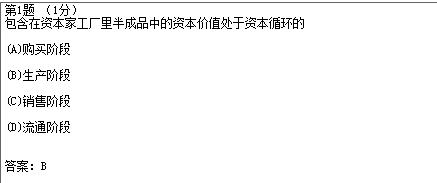 第1题 （1分）
包含在资本家工厂里半成品中的资本价值处于资本循环的
(A)购买阶段
(B)生产阶段
(C)销售阶段
(D)流通阶段
答案：B